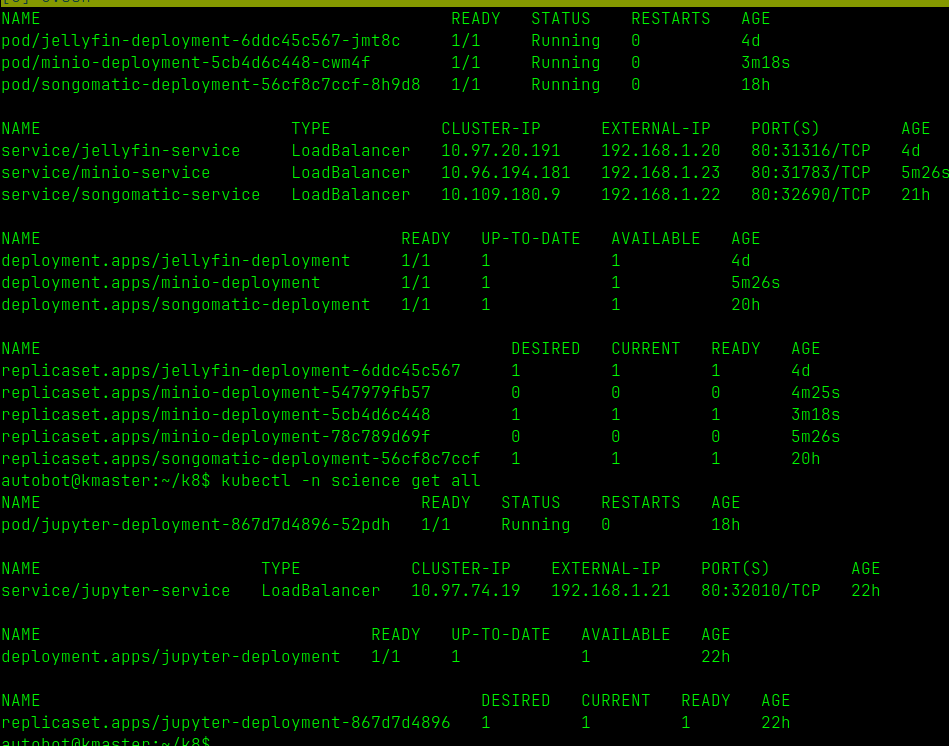 NAME READY STATUS RESTARTS AGE
pod/jellyfin-deployment-6ddc45c567-jmt8c 1/1 Running 0 4d
pod/minio-deployment-5cb4d6c448-cwm4f 1/1 Running 0 3m18s
pod/songomatic-deployment-56cf8c7ccf-8h9d8 1/1 Running 0 18h
NAME TYPE CLUSTER-IP EXTERNAL-IP PORT(S) AGE
service/jellyfin-service LoadBalancer 10.97.20.191 192.168.1.20 80:31316/TCP 4d
service/minio-service LoadBalancer 10.96.194.181 192.168.1.23 80:31783/TCP 5m26s
service/songomatic-service LoadBalancer 10.109.180.9 192.168.1.22 80:32690/TCP 21h
NAME READY UP-TO-DATE AVAILABLE AGE
deployment.apps/jellyfin-deployment 1/1 1 1 4d
deployment.apps/minio-deployment 1/1 1 1 5m26s
deployment.apps/songomatic-deployment 1/1 1 1 20h
NAME DESIRED CURRENT READY AGE
replicaset.apps/jellyfin-deployment-6ddc45c567 1 1 1 4d
replicaset.apps/minio-deployment-547979fb57 0 0 0 4m25s
replicaset.apps/minio-deployment-5cb4d6c448 1 1 1 3m18s
replicaset.apps/minio-deployment-78c789d69f 0 0 0 5m26s
replicaset.apps/songomatic-deployment-56cf8c7ccf 1 1 1 20h
autobot@kmaster:~/k8$ kubectl -n science get all
NAME READY STATUS RESTARTS AGE
pod/jupyter-deployment-867d7d4896-52pdh 1/1 Running 0 18h
NAME TYPE CLUSTER-IP EXTERNAL-IP PORT(S) AGE
service/jupyter-service LoadBalancer 10.97.74.19 192.168.1.21 80:32010/TCP 22h
NAME READY UP-TO-DATE AVAILABLE AGE
deployment.apps/jupyter-deployment 1/1 1 1 22h
NAME DESIRED CURRENT READY AGE
replicaset.apps/jupyter-deployment-867d7d4896 1 1 1 22h
autobot@kmaster:~/k8$